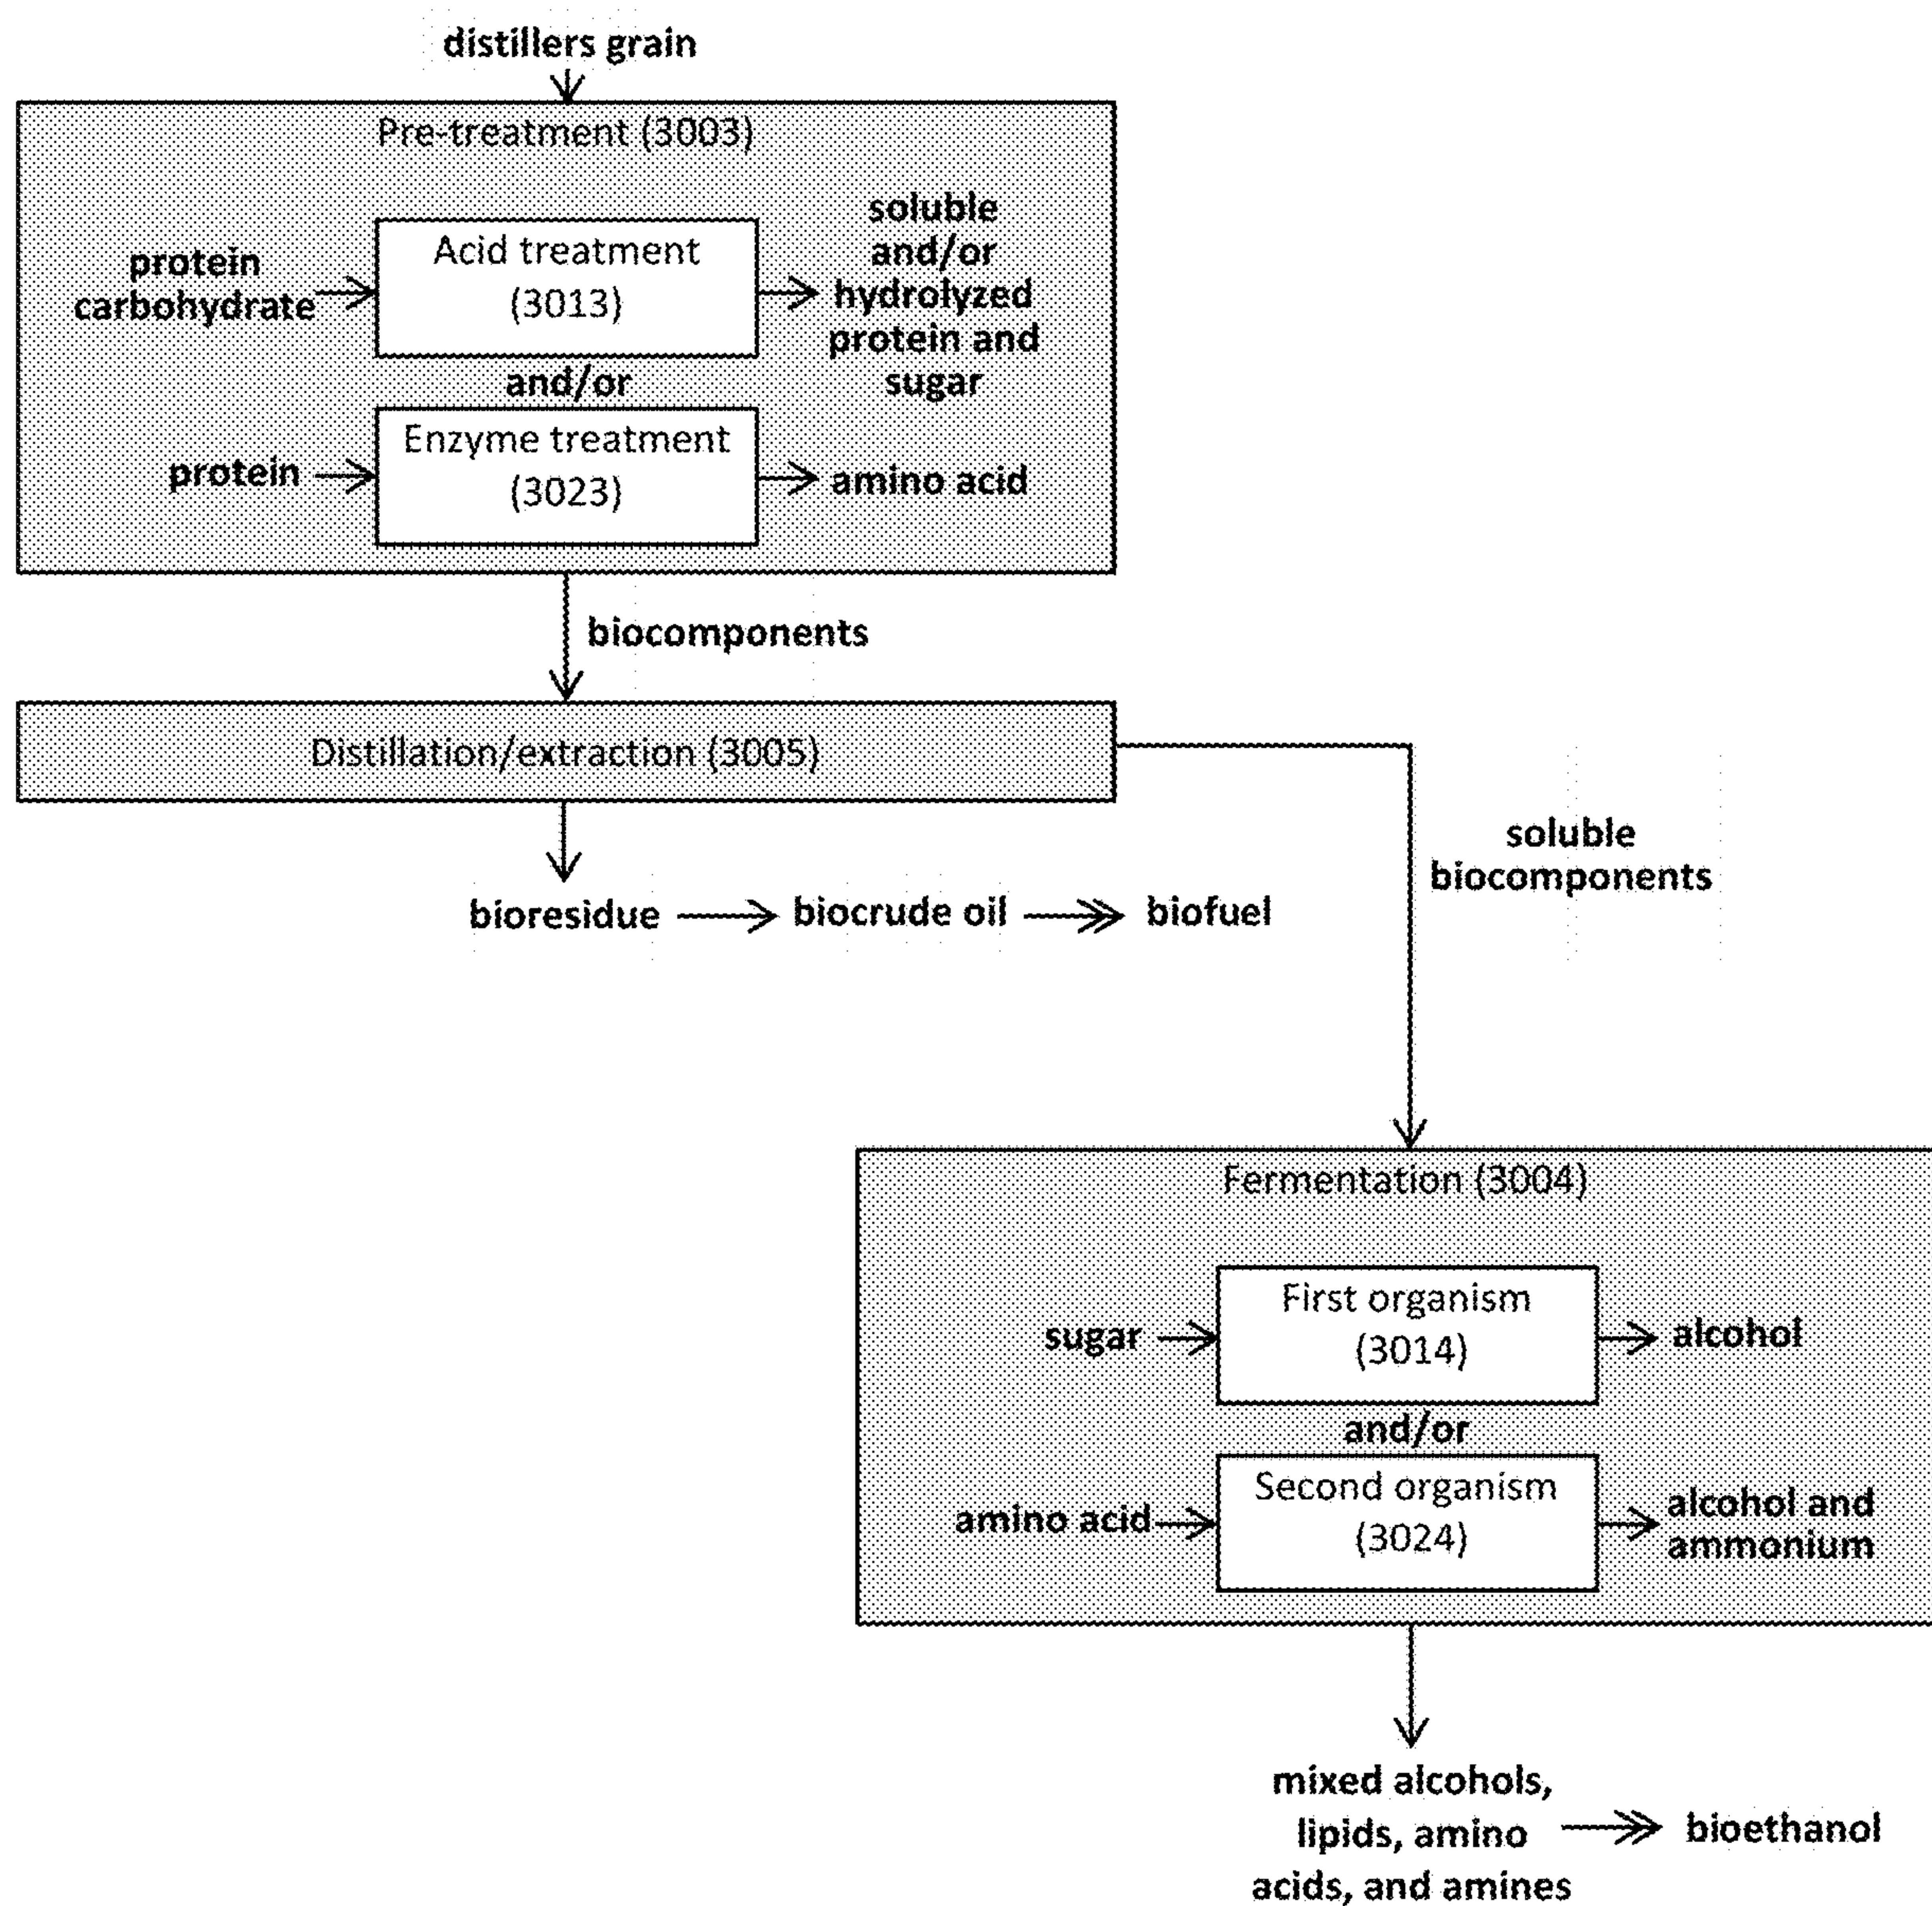 distillers grain
Pre-treatment (3003)
protein
carbohydrate
Acid treatment
(3013)
soluble
and/or
hydrolyzed
protein and
sugar
and/or
protein
Enzyme treatment
(3023)
amino acid
biocomponents
Distillation/extraction (3005)
soluble
biocomponents
bioresidue
biocrude oil
biofuel
Fermentation (3004)
sugar
First organism
(3014)
alcohol
and/or
amino acid
Second organism
(3024)
alcohol and
ammonium
mixed alcohols,
lipids, amino
acids, and amines
bioethanol